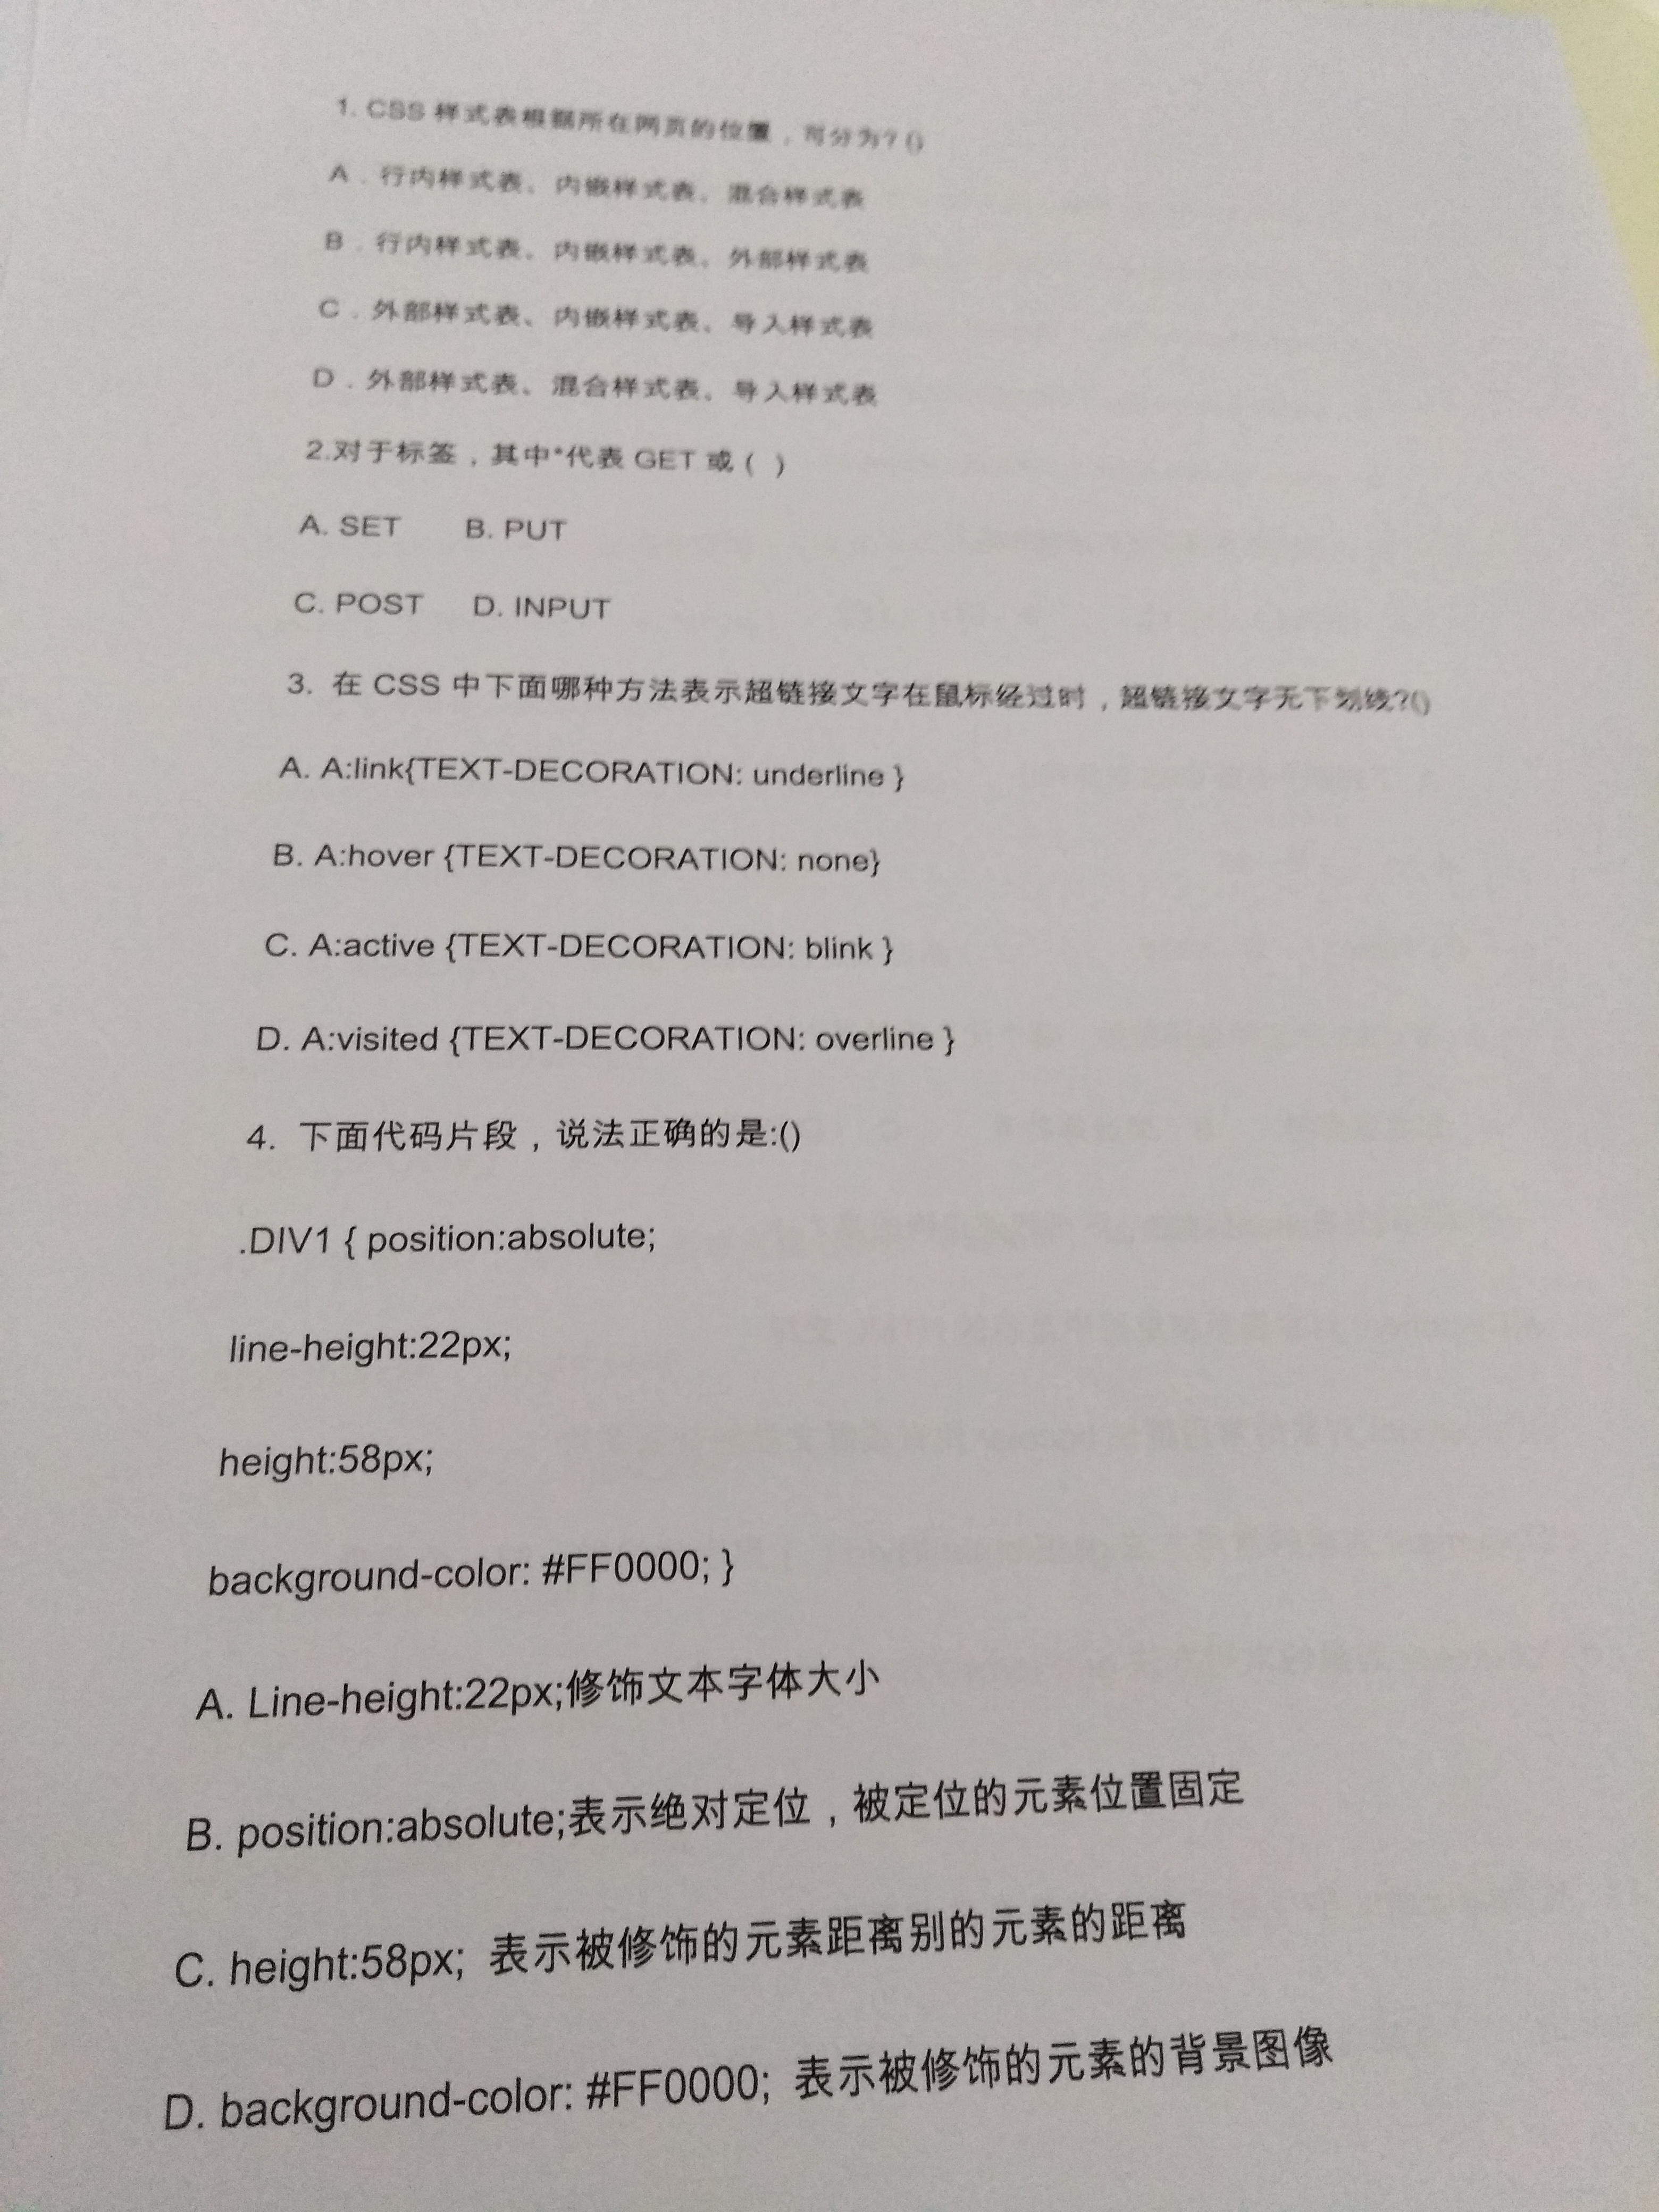 1. CSS 样式表根据所在网页的位置，可分为? ()
A . 行内样式表、内嵌样式表、混合样式表
B . 行内样式表、内嵌样式表、外部样式表
C . 外部样式表、内嵌样式表、导入样式表
D . 外部样式表、混合样式表、导入样式表
2.对于标签，其中*代表 GET 或 (  )
A. SET  B. PUT
C. POST  D. INPUT
3. 在 CSS 中下面哪种方法表示超链接文字在鼠标经过时，超链接文字无下划线?()
A. A:link{TEXT-DECORATION: underline }
B. A:hover {TEXT-DECORATION: none}
C. A:active {TEXT-DECORATION: blink }
D. A:visited {TEXT-DECORATION: overline }
4. 下面代码片段，说法正确的是:()
.DIV1 { position:absolute;
line-height:22px;
height:58px;
background-color: #FF0000; }
A. Line-height:22px;修饰文本字体大小
B. position:absolute;表示绝对定位，被定位的元素位置固定
C. height:58px; 表示被修饰的元素距离别的元素的距离
D. background-color: #FF0000; 表示被修饰的元素的背景图像